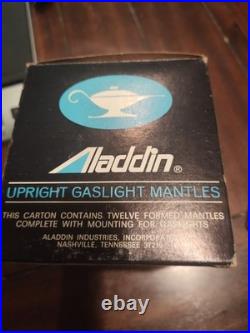 Aladdin®
UPRIGHT GASLIGHT MANTLES
THIS CARTON CONTAINS TWELVE FORMED MANTLES
COMPLETE WITH MOUNTING FOR GASLIGHTS
ALADDIN INDUSTRIES, INCORPORATED
NASHVILLE, TENNESSEE 37210